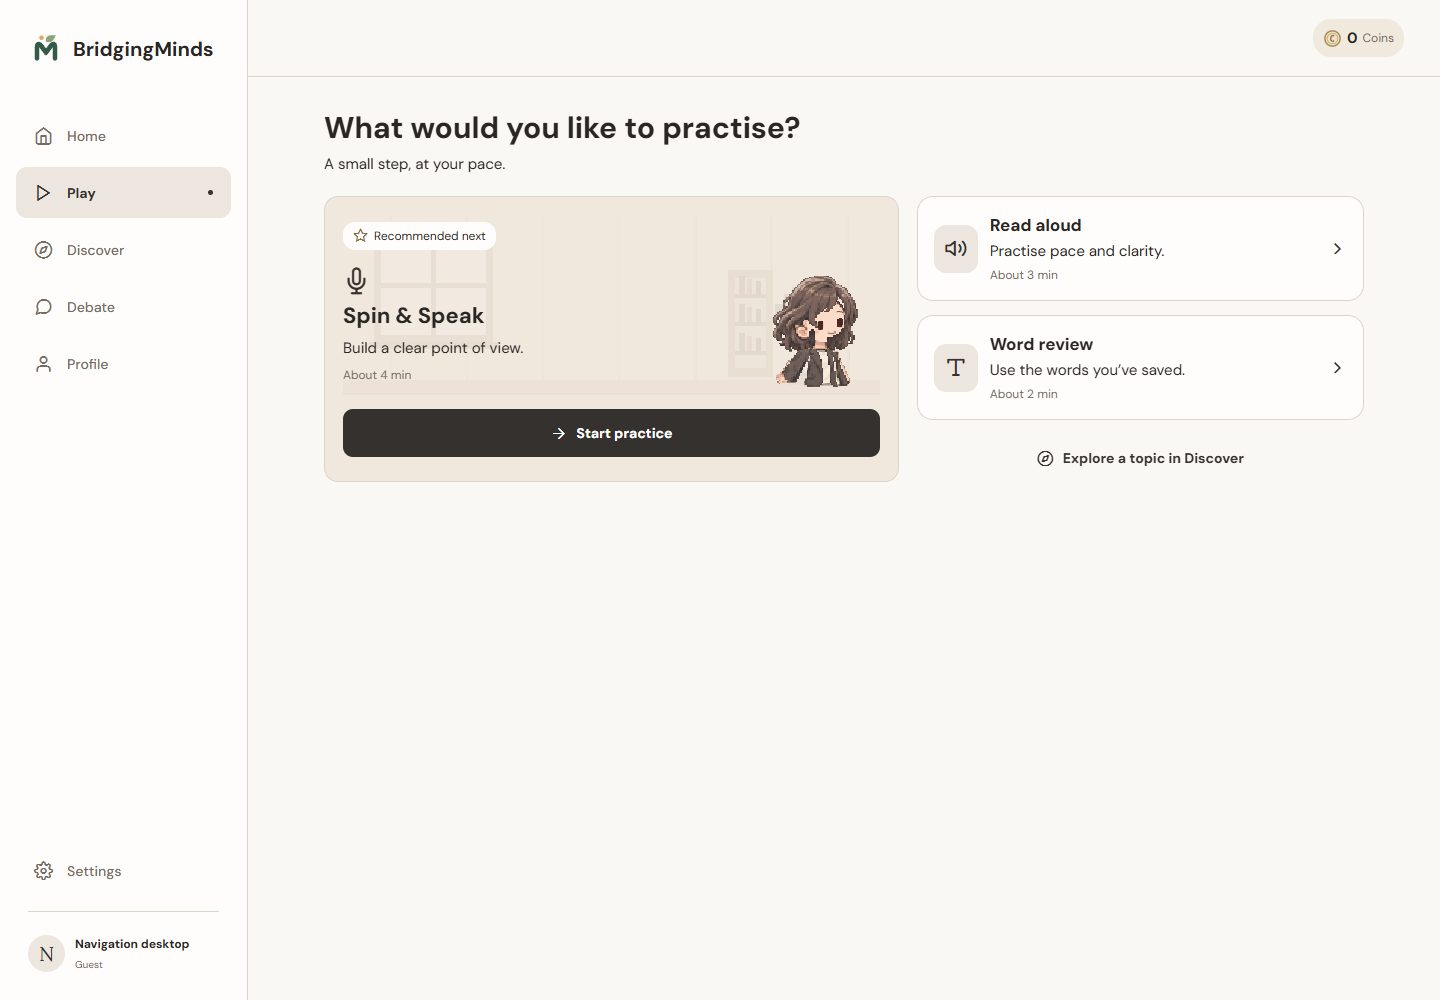 BridgingMinds
0 Coins
Home
Play
Discover
Debate
Profile
Settings
N
Navigation desktop
Guest
What would you like to practise?
A small step, at your pace.
Recommended next
Spin & Speak
Build a clear point of view.
About 4 min
Start practice
Read aloud
Practise pace and clarity.
About 3 min
T
Word review
Use the words you’ve saved.
About 2 min
Explore a topic in Discover